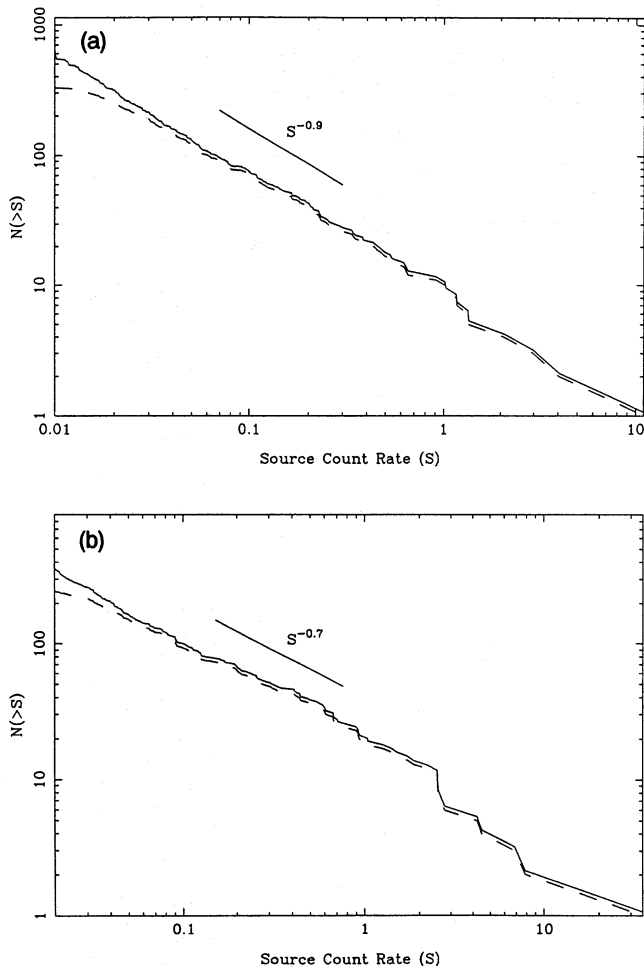 (a)
1000
100
10
1
N(>S)
S^-0.9
0.01
0.1
1
10
Source Count Rate (S)
(b)
100
10
1
N(>S)
S^-0.7
0.1
1
10
Source Count Rate (S)